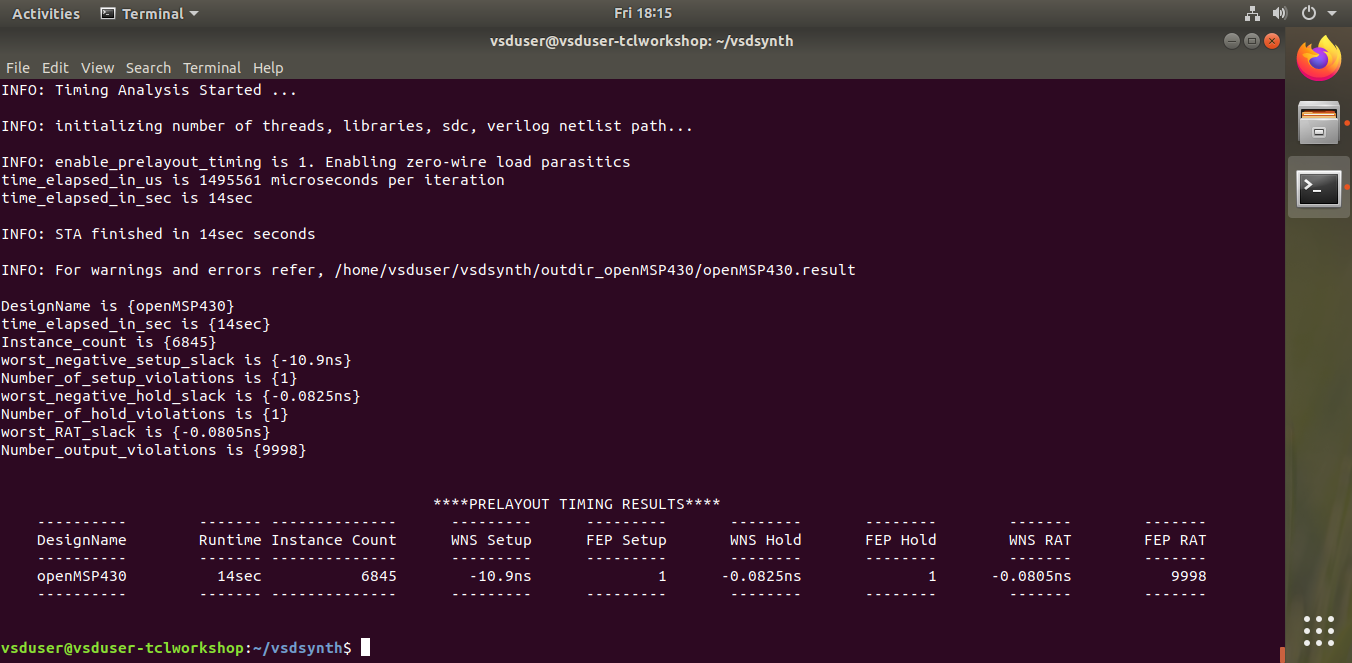 Activities Terminal Fri 18:15
vsduser@vsduser-tclworkshop: ~/vsdsynth
File Edit View Search Terminal Help
INFO: Timing Analysis Started ...
INFO: initializing number of threads, libraries, sdc, verilog netlist path...
INFO: enable_prelayout_timing is 1. Enabling zero-wire load parasitics
time_elapsed_in_us is 1495561 microseconds per iteration
time_elapsed_in_sec is 14sec
INFO: STA finished in 14sec seconds
INFO: For warnings and errors refer, /home/vsduser/vsdsynth/outdir_openMSP430/openMSP430.result
DesignName is {openMSP430}
time_elapsed_in_sec is {14sec}
Instance_count is {6845}
worst_negative_setup_slack is {-10.9ns}
Number_of_setup_violations is {1}
worst_negative_hold_slack is {-0.0825ns}
Number_of_hold_violations is {1}
worst_RAT_slack is {-0.0805ns}
Number_output_violations is {9998}
****PRELAYOUT TIMING RESULTS****
---------- ------- -------------- --------- --------- -------- -------- ------- -------
DesignName Runtime Instance Count WNS Setup FEP Setup WNS Hold FEP Hold WNS RAT FEP RAT
---------- ------- -------------- --------- --------- -------- -------- ------- -------
openMSP430 14sec 6845 -10.9ns 1 -0.0825ns 1 -0.0805ns 9998
---------- ------- -------------- --------- --------- -------- -------- ------- -------
vsduser@vsduser-tclworkshop:~/vsdsynth$